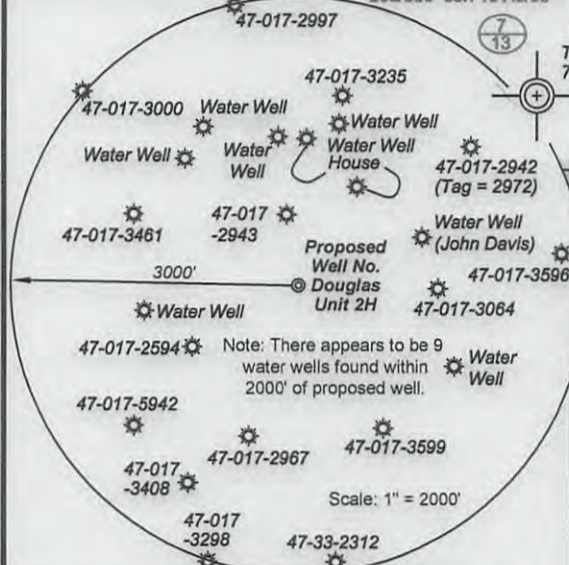 47-017-2997
7
13
T
7
47-017-3235
47-017-3000
Water Well
Water Well
Water Well
Water
Well
Water Well
House
47-017-2942
(Tag = 2972)
47-017-3461
47-017
-2943
Water Well
(John Davis)
Proposed
Well No.
Douglas
Unit 2H
3000'
47-017-3596
47-017-3064
Water Well
47-017-2594
Note: There appears to be 9
water wells found within
2000' of proposed well.
Water
Well
47-017-5942
47-017-2967
47-017-3599
47-017
-3408
Scale: 1" = 2000'
47-017
-3298
47-33-2312